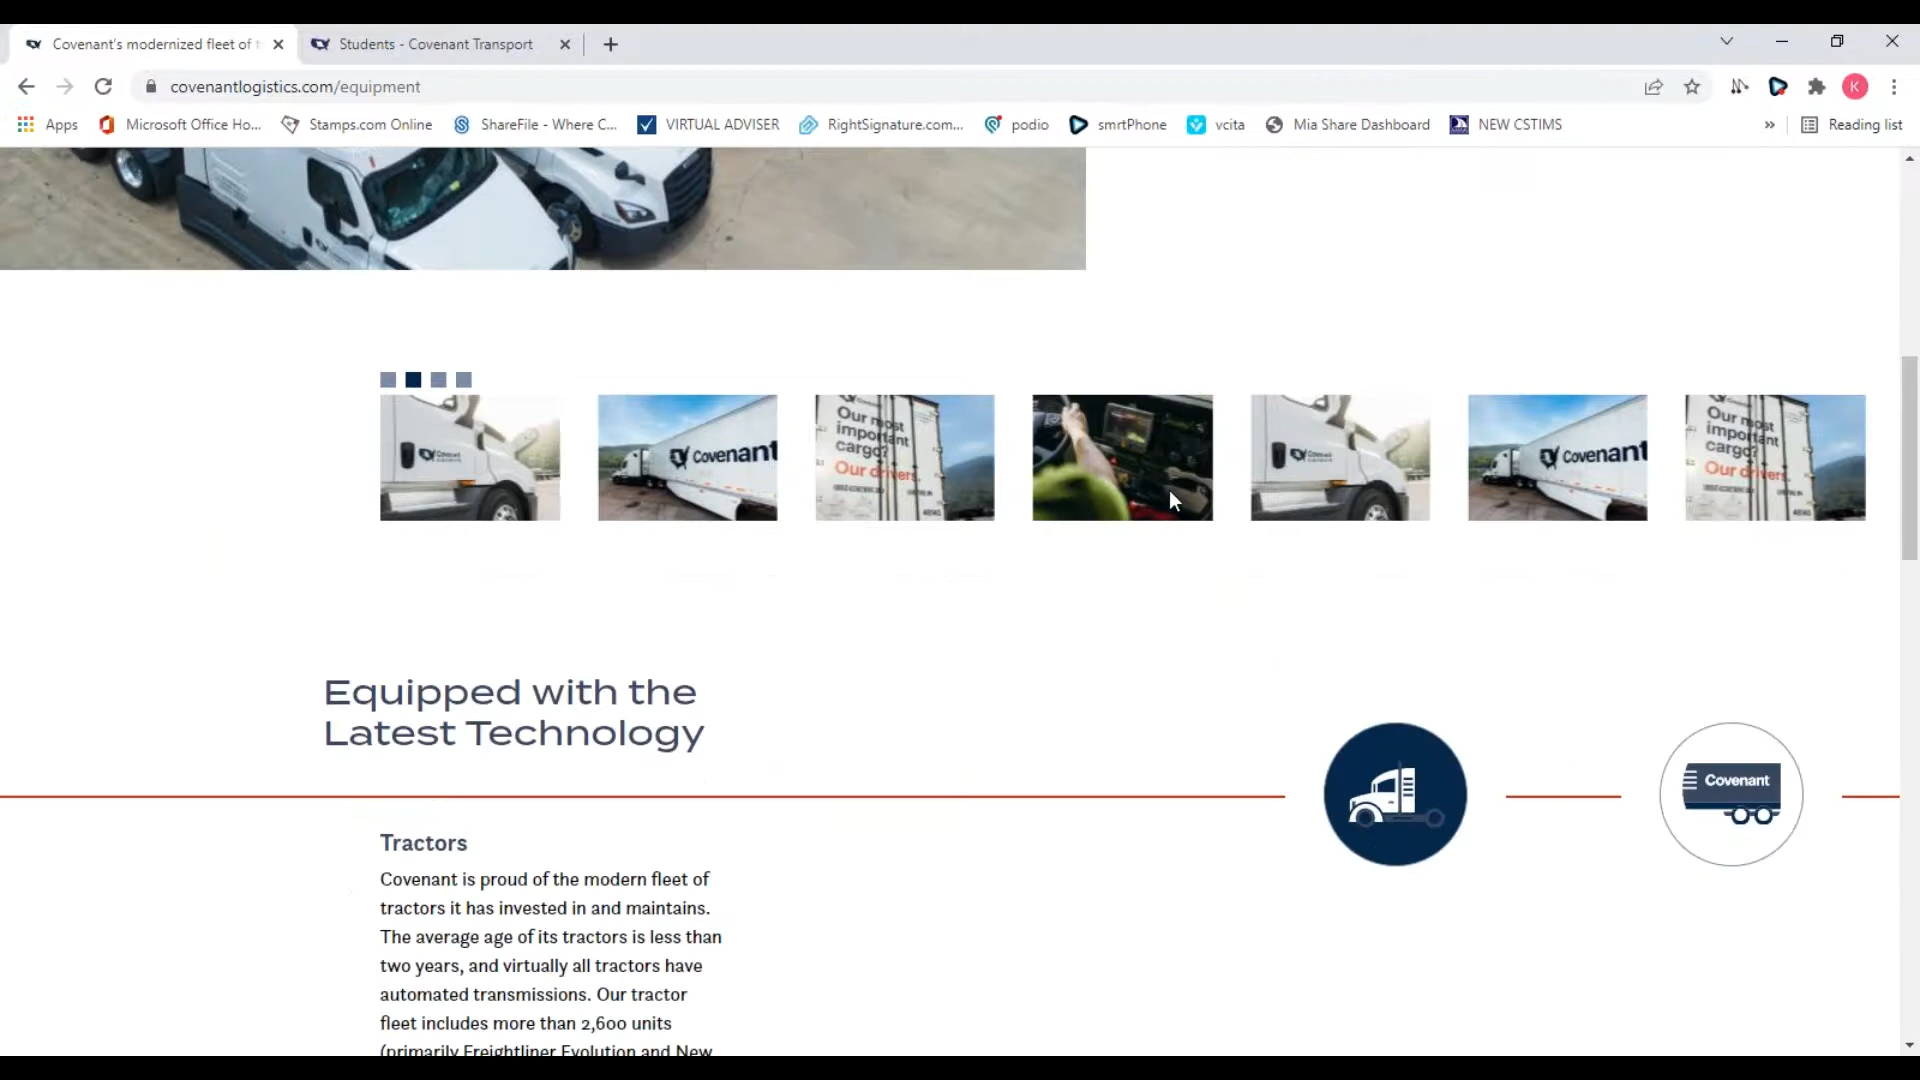 Covenant's modernized fleet of t
Students - Covenant Transport
covenantlogistics.com/equipment
K
Apps
Microsoft Office Ho...
Stamps.com Online
ShareFile - Where C...
VIRTUAL ADVISER
RightSignature.com...
podio
smrtPhone
vcita
Mia Share Dashboard
NEW CSTIMS
»
Reading list
Covenant
Covenant
Our most
important
cargo?
Our drivers.
Covenant
Covenant
Our most
important
cargo?
Our drivers.
Equipped with the
Latest Technology
Covenant
Tractors
Covenant is proud of the modern fleet of
tractors it has invested in and maintains.
The average age of its tractors is less than
two years, and virtually all tractors have
automated transmissions. Our tractor
fleet includes more than 2,600 units
(primarily Freightliner Evolution and New